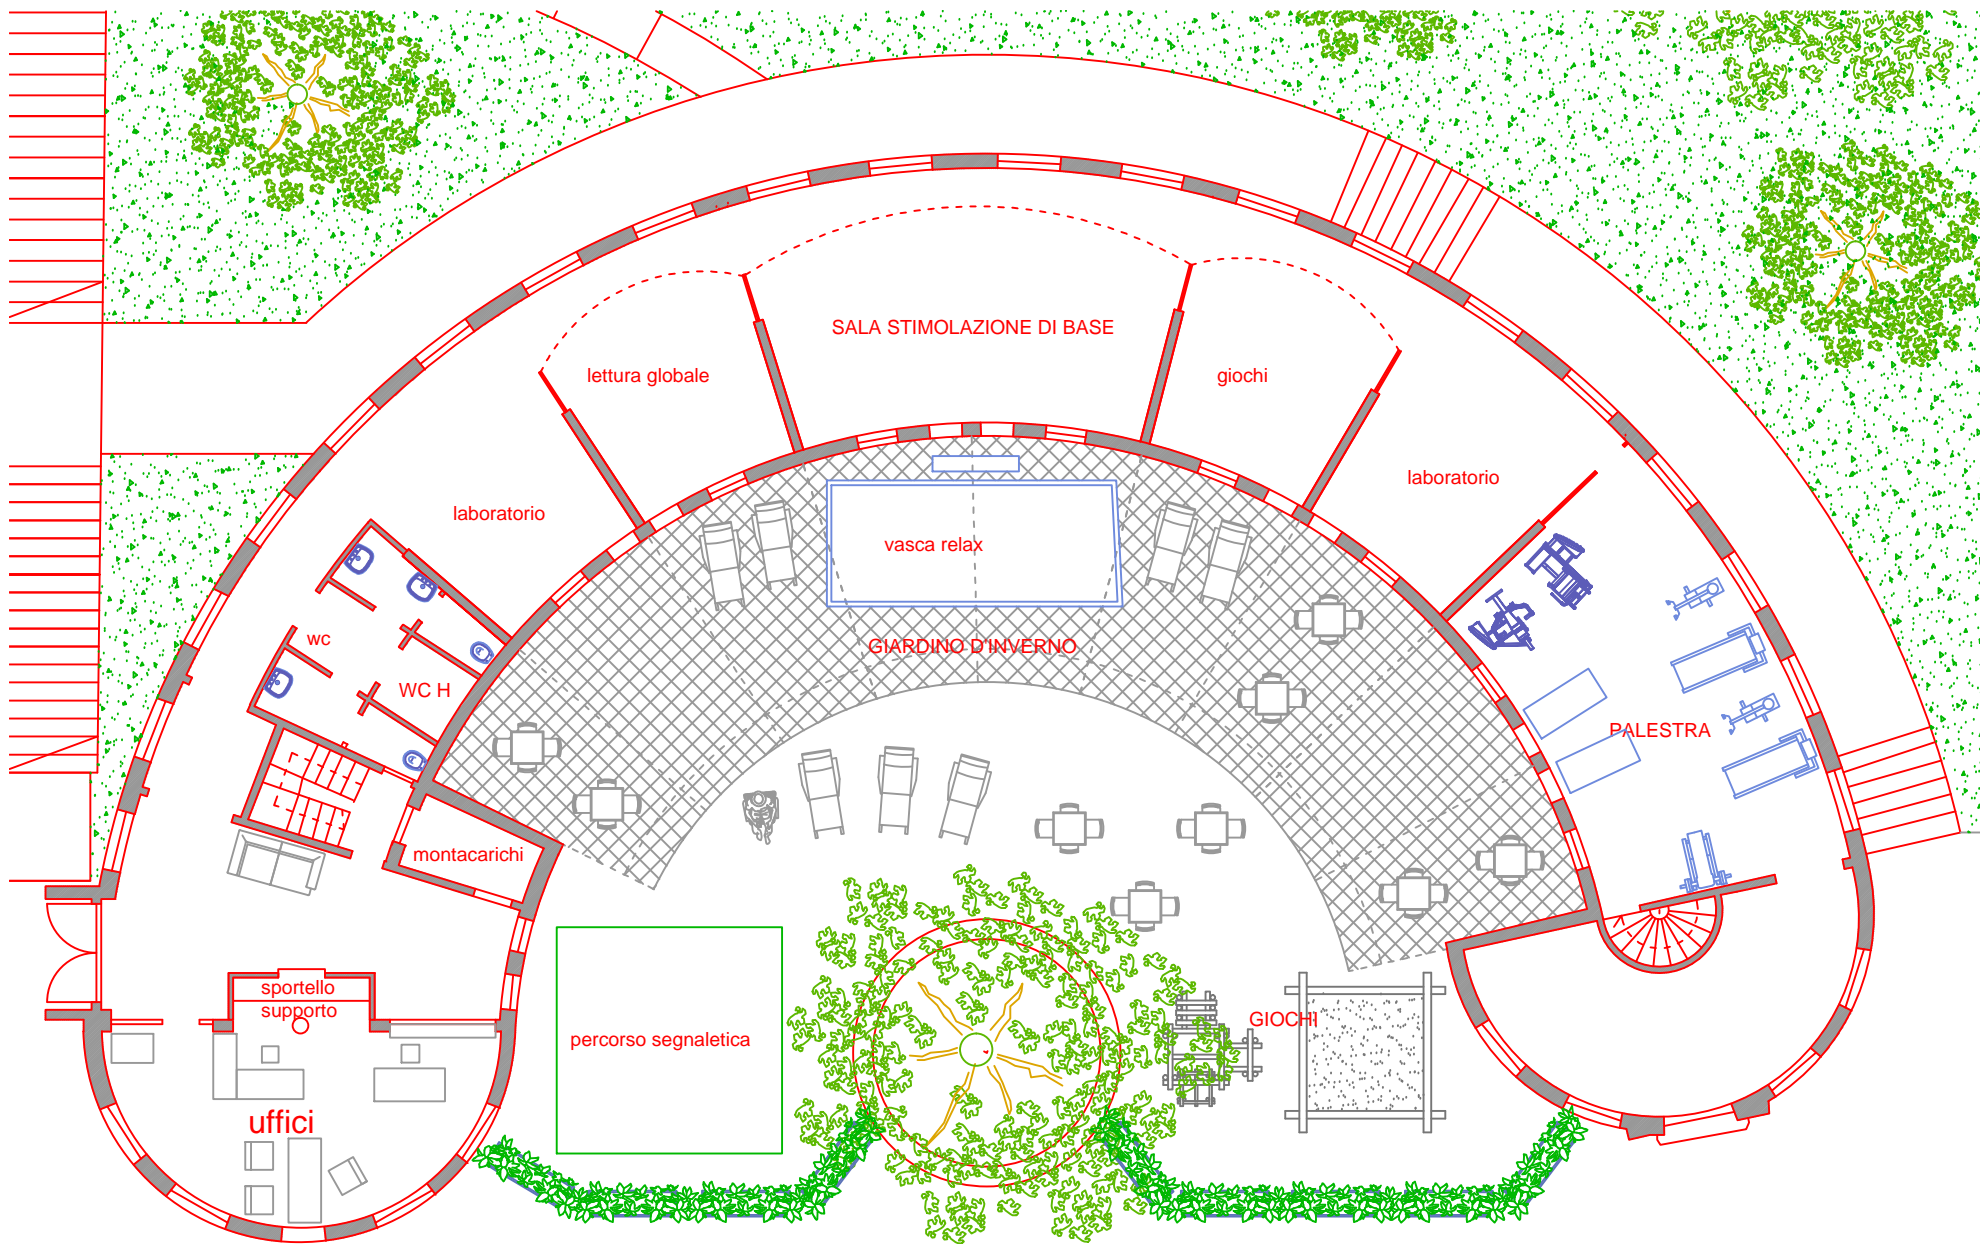 SALA STIMOLAZIONE DI BASE
lettura globale
giochi
laboratorio
laboratorio
vasca relax
wc
GIARDINO D'INVERNO
WC H
PALESTRA
montacarichi
sportello
supporto
GIOCHI
percorso segnaletica
uffici